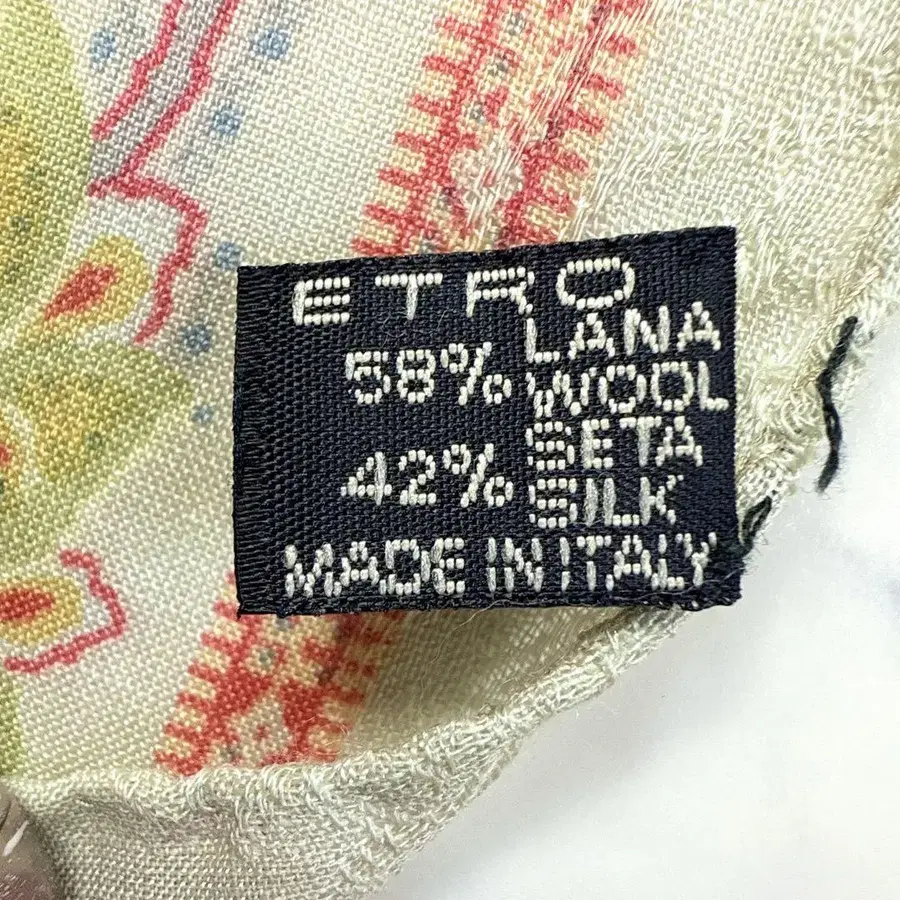 ETRO
58% LANA
WOOL
42% SETA
SILK
MADE IN ITALY